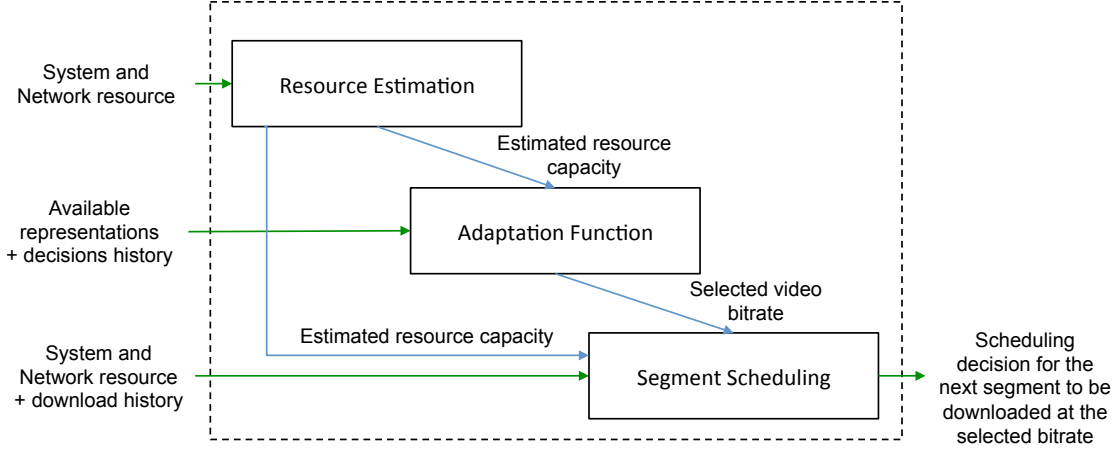 System and
Network resource
Resource Estimation
Estimated resource
capacity
Available
representations
+ decisions history
Adaptation Function
Selected video
bitrate
Estimated resource capacity
System and
Network resource
+ download history
Segment Scheduling
Scheduling
decision for the
next segment to be
downloaded at the
selected bitrate